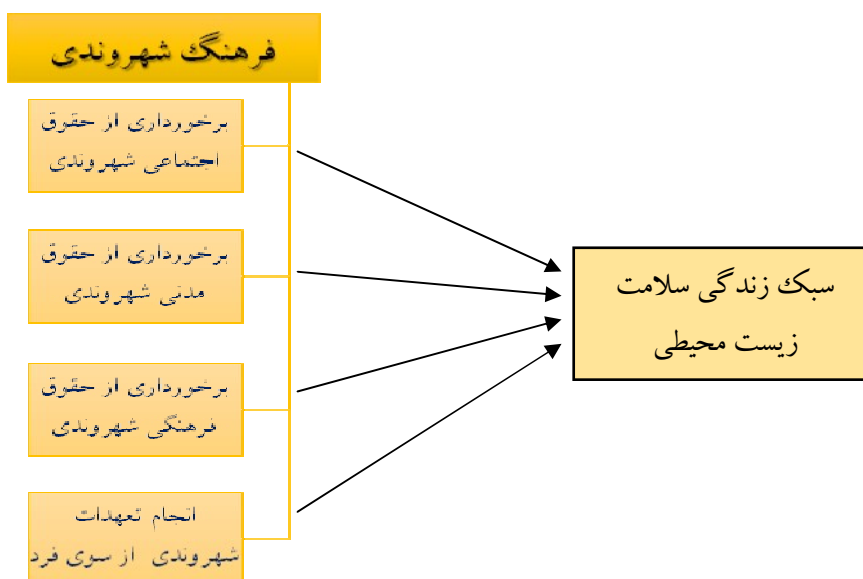 فرهنگ شهروندی
برخورداری از حقوق
اجتماعی شهروندی
برخورداری از حقوق
مدنی شهروندی
برخورداری از حقوق
فرهنگی شهروندی
انجام تعهدات
شهروندی از سوی فرد
سبک زندگی سلامت
زیست محیطی